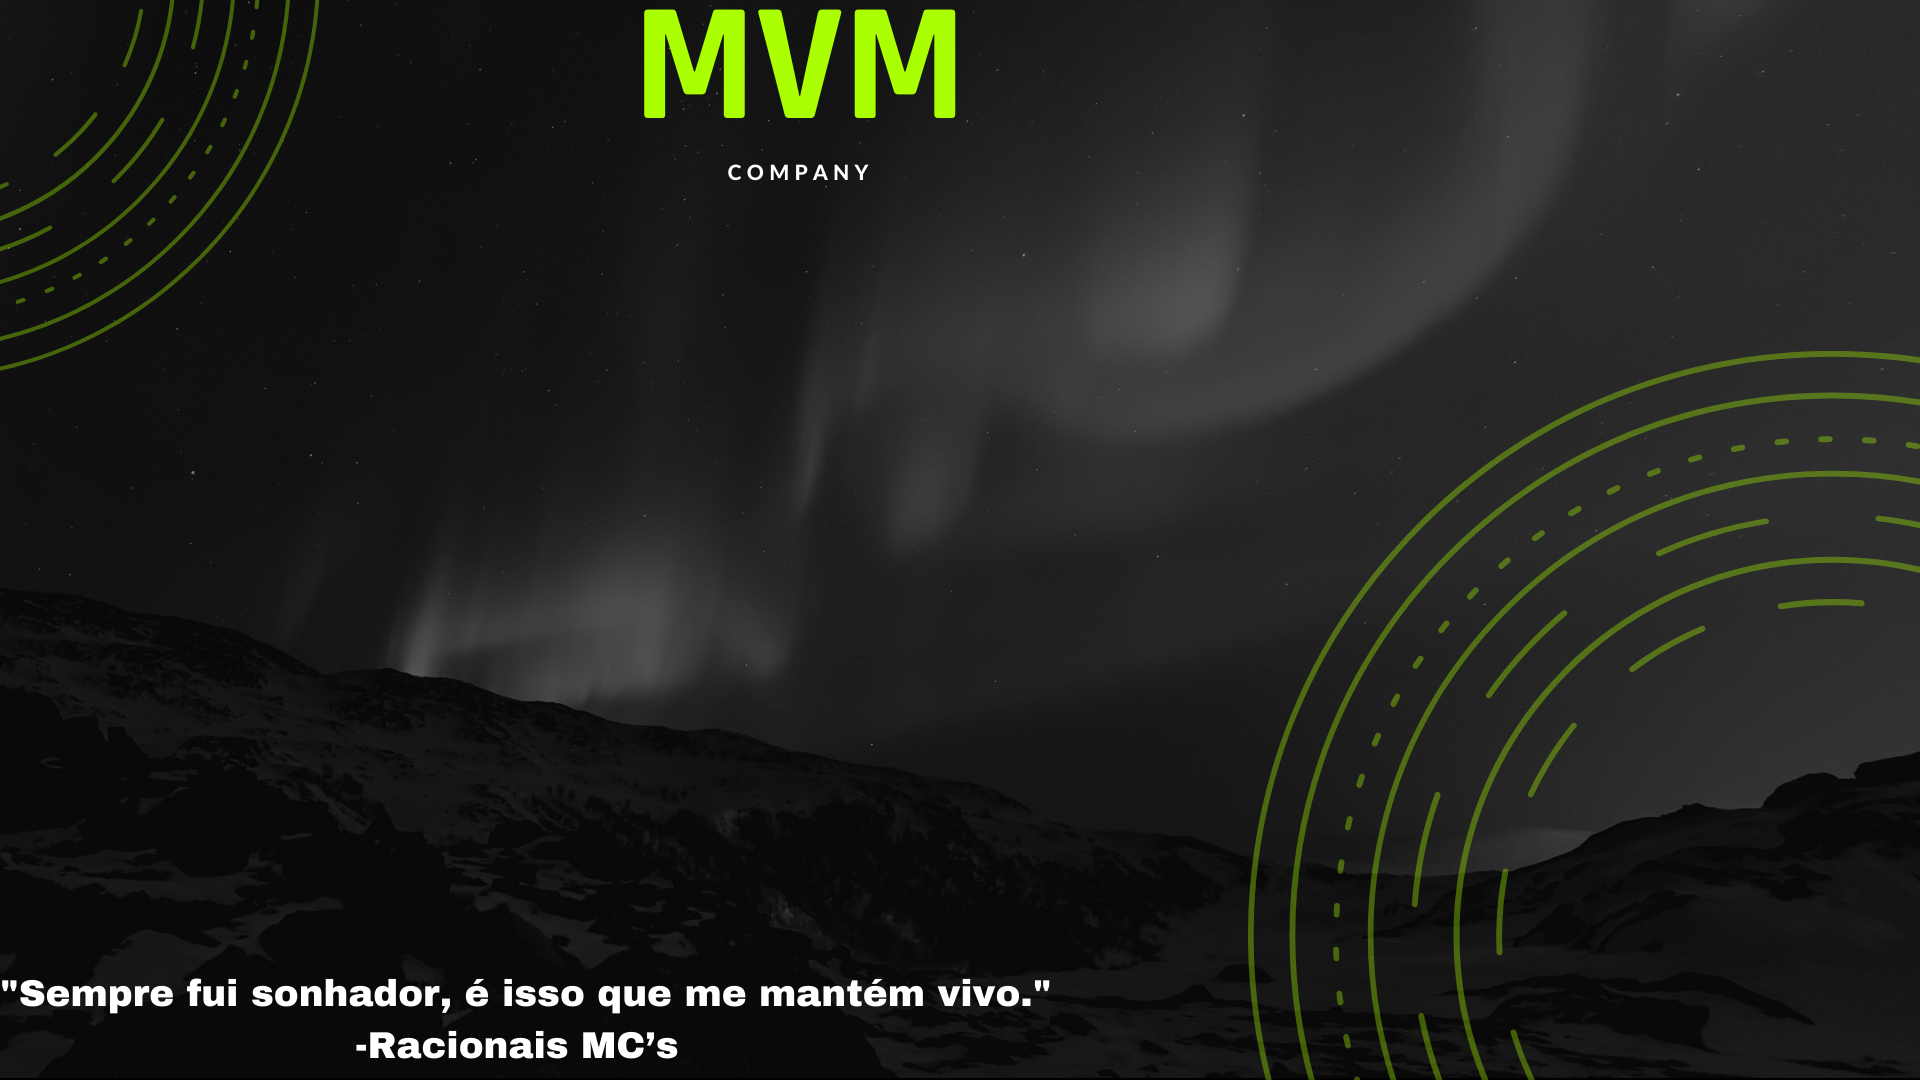 MVM
COMPANY
"Sempre fui sonhador, é isso que me mantém vivo."
-Racionais MC’s